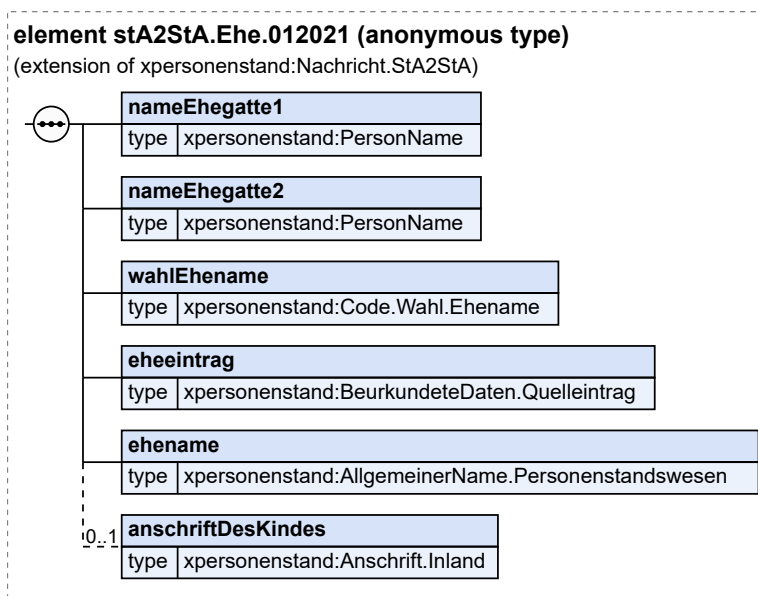 element stA2StA.Ehe.012021 (anonymous type)
(extension of xpersonenstand:Nachricht.StA2StA)
nameEhegatte1
type xpersonenstand:PersonName
nameEhegatte2
type xpersonenstand:PersonName
wahlEhename
type xpersonenstand:Code.Wahl.Ehename
eheeintrag
type xpersonenstand:BeurkundeteDaten.Quelleintrag
ehename
type xpersonenstand:AllgemeinerName.Personenstandswesen
0..1 anschriftDesKindes
type xpersonenstand:Anschrift.Inland